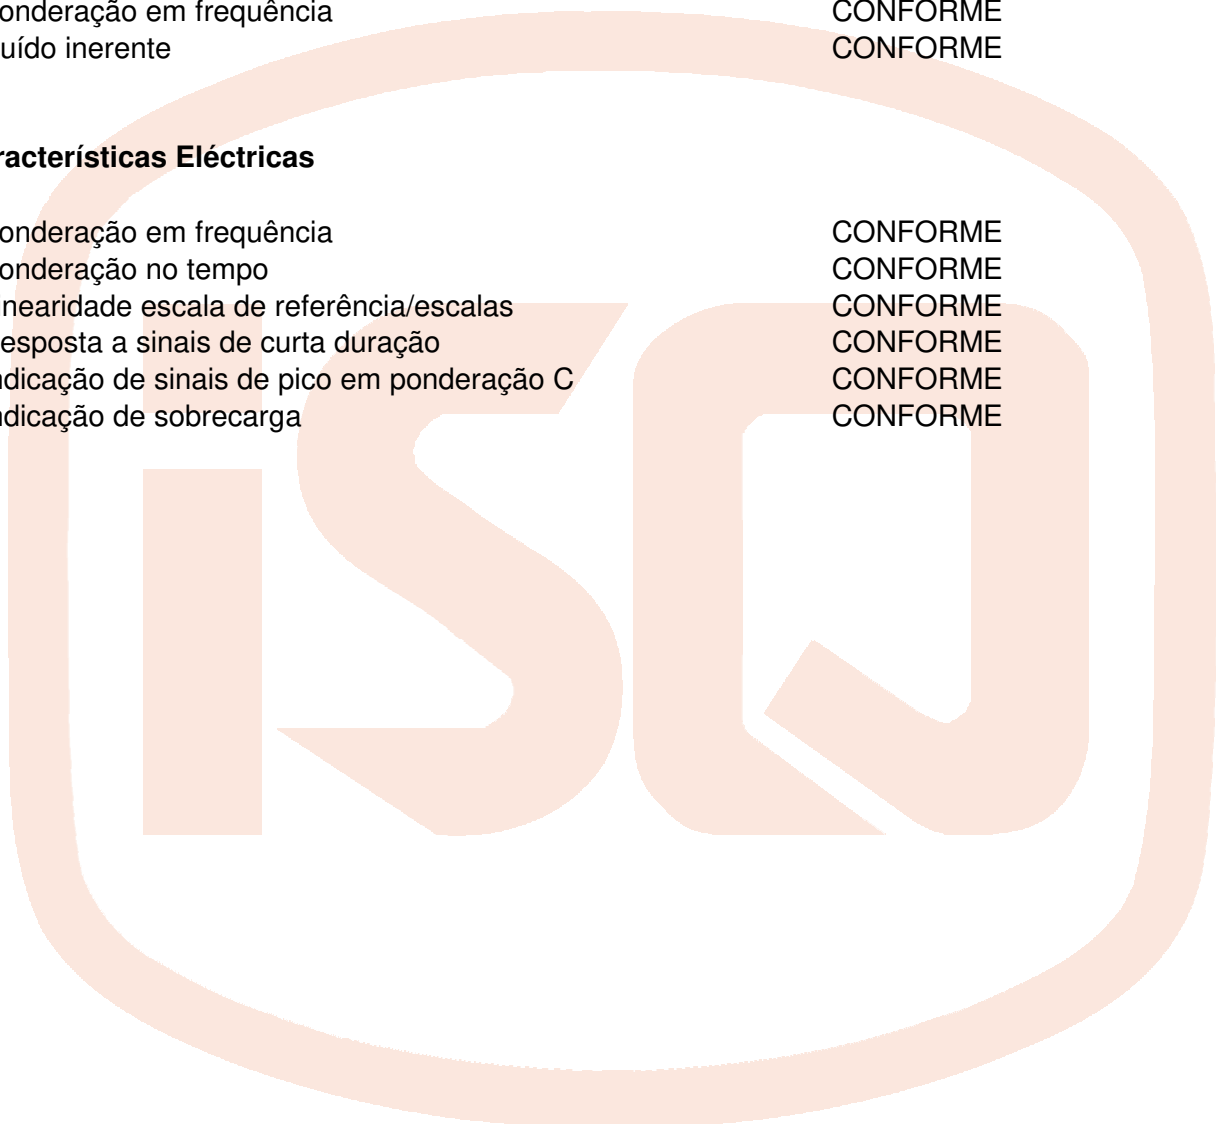 onderação em frequência CONFORME
uído inerente CONFORME
racterísticas Eléctricas
onderação em frequência CONFORME
onderação no tempo CONFORME
inearidade escala de referência/escalas CONFORME
esposta a sinais de curta duração CONFORME
ndicação de sinais de pico em ponderação C CONFORME
ndicação de sobrecarga CONFORME
iSQ